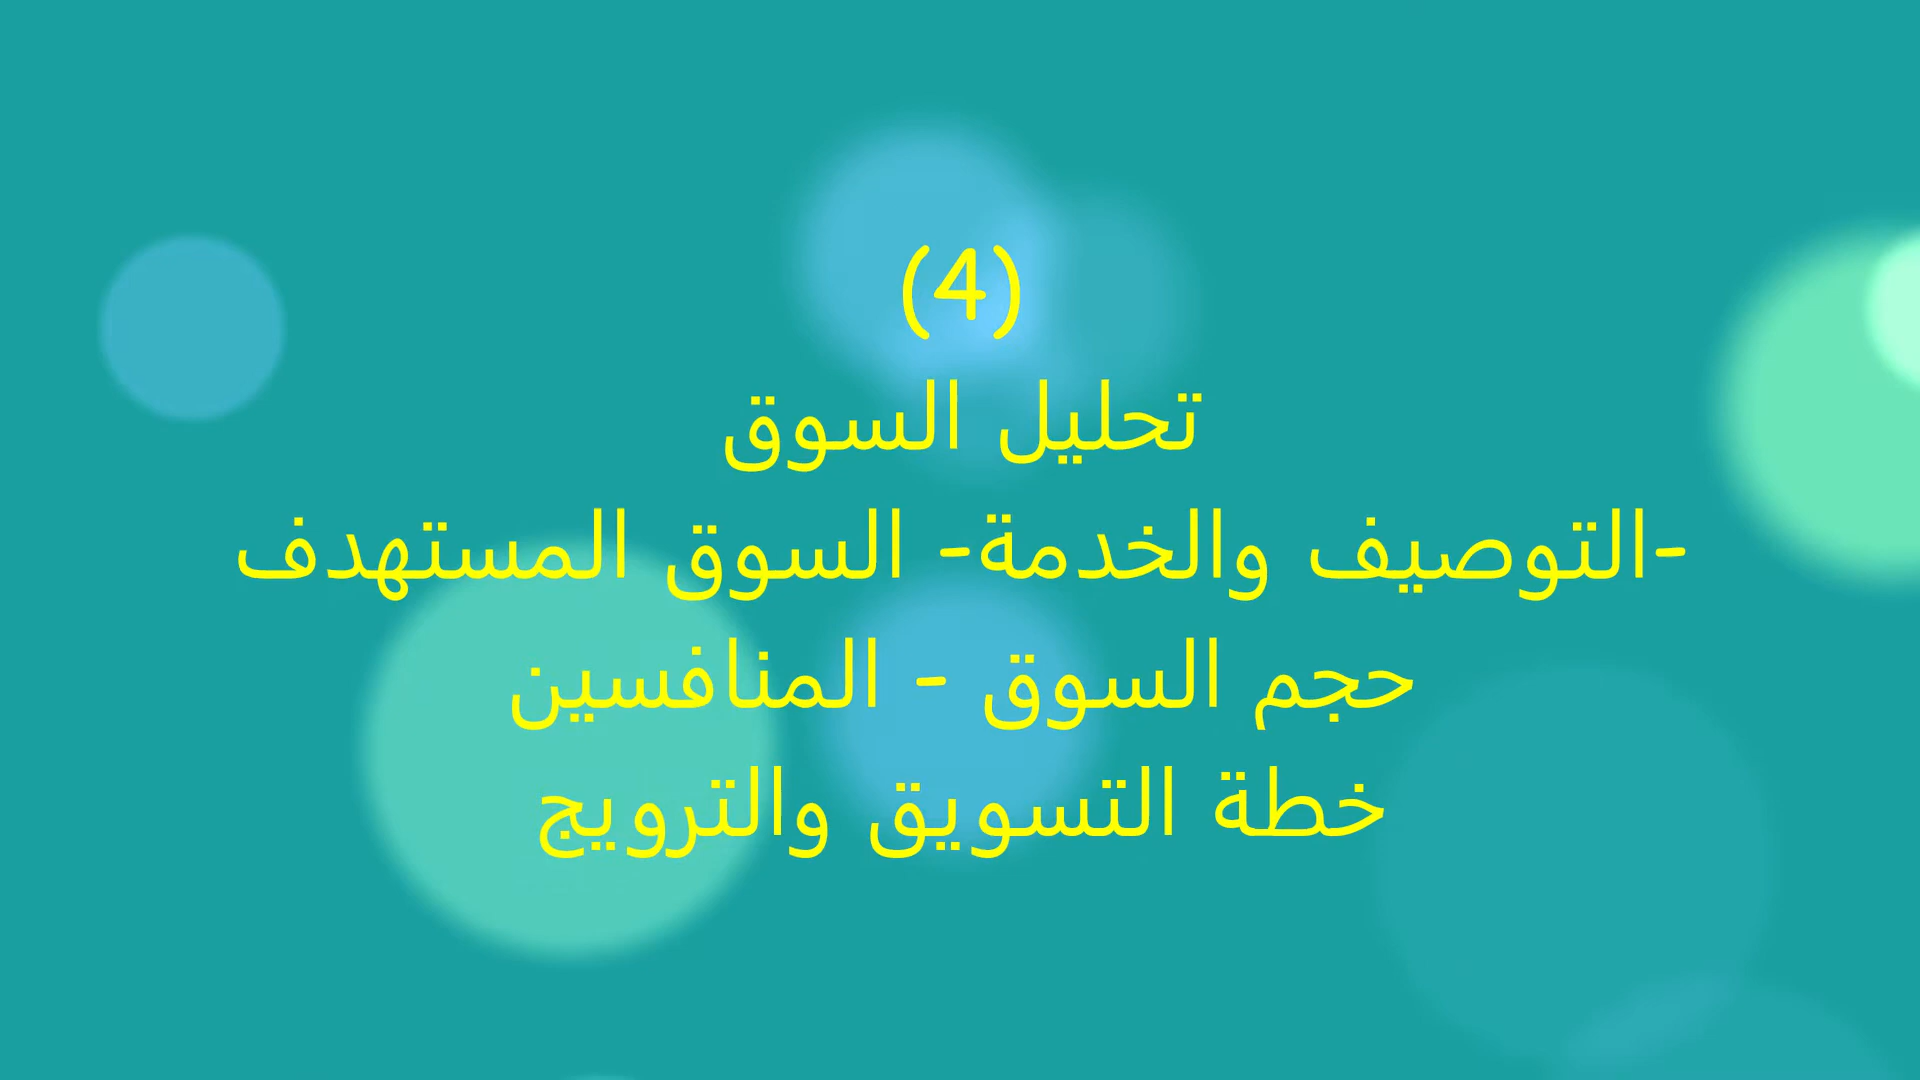 (4)
تحليل السوق
-التوصيف والخدمة- السوق المستهدف
حجم السوق - المنافسين
خطة التسويق والترويج